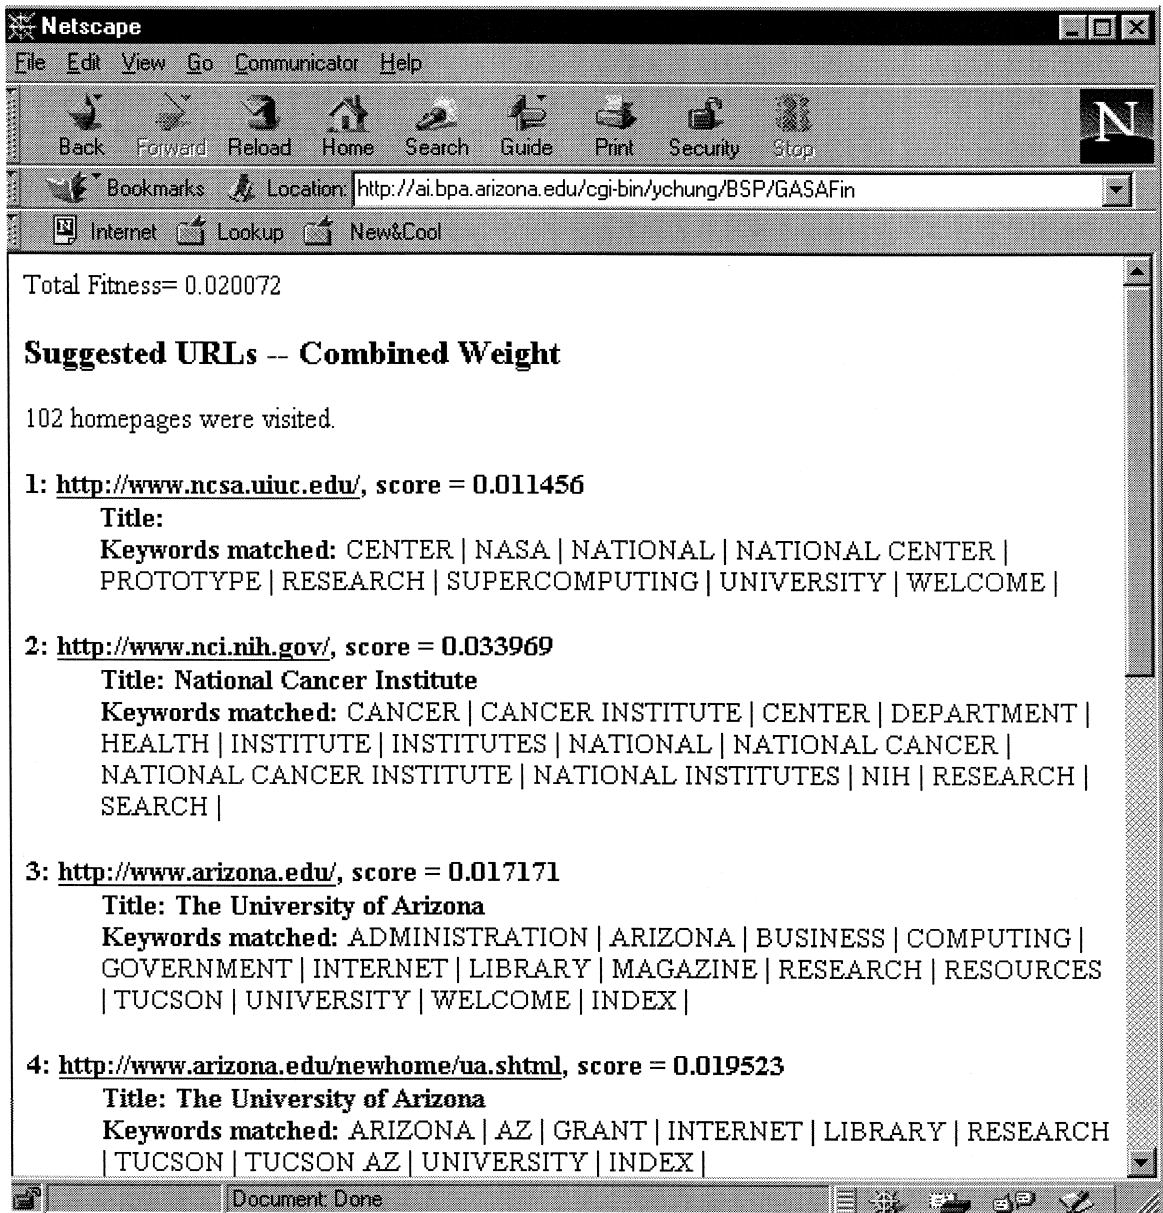 Netscape
File Edit View Go Communicator Help
N
Back Forward Reload Home Search Guide Print Security Stop
Bookmarks Location: http://ai.bpa.arizona.edu/cgi-bin/ychung/BSP/GASAFin
Internet Lookup New&Cool
Total Fitness= 0.020072
Suggested URLs -- Combined Weight
102 homepages were visited.
1: http://www.ncsa.uiuc.edu/, score = 0.011456
Title:
Keywords matched: CENTER | NASA | NATIONAL | NATIONAL CENTER |
PROTOTYPE | RESEARCH | SUPERCOMPUTING | UNIVERSITY | WELCOME |
2: http://www.nci.nih.gov/, score = 0.033969
Title: National Cancer Institute
Keywords matched: CANCER | CANCER INSTITUTE | CENTER | DEPARTMENT |
HEALTH | INSTITUTE | INSTITUTES | NATIONAL | NATIONAL CANCER |
NATIONAL CANCER INSTITUTE | NATIONAL INSTITUTES | NIH | RESEARCH |
SEARCH |
3: http://www.arizona.edu/, score = 0.017171
Title: The University of Arizona
Keywords matched: ADMINISTRATION | ARIZONA | BUSINESS | COMPUTING |
GOVERNMENT | INTERNET | LIBRARY | MAGAZINE | RESEARCH | RESOURCES
| TUCSON | UNIVERSITY | WELCOME | INDEX |
4: http://www.arizona.edu/newhome/ua.shtml, score = 0.019523
Title: The University of Arizona
Keywords matched: ARIZONA | AZ | GRANT | INTERNET | LIBRARY | RESEARCH
| TUCSON | TUCSON AZ | UNIVERSITY | INDEX |
Document: Done